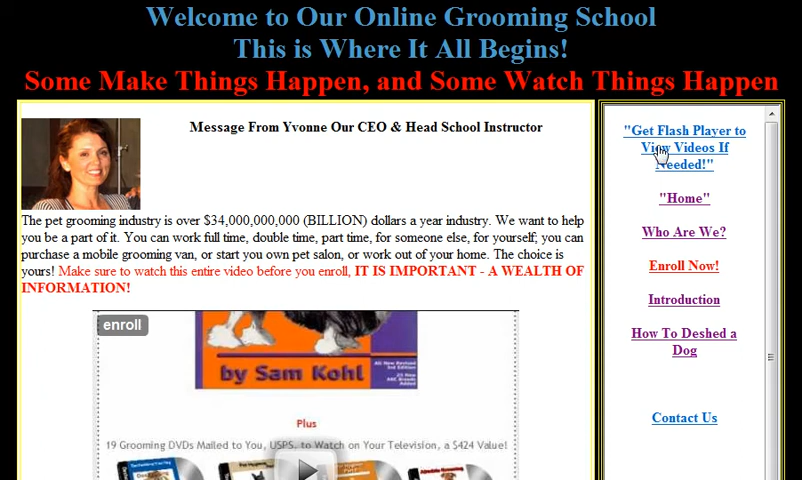 Welcome to Our Online Grooming School
This is Where It All Begins!
Some Make Things Happen, and Some Watch Things Happen
Message From Yvonne Our CEO & Head School Instructor
The pet grooming industry is over $34,000,000,000 (BILLION) dollars a year industry. We want to help
you be a part of it. You can work full time, double time, part time, for someone else, for yourself; you can
purchase a mobile grooming van, or start you own pet salon, or work out of your home. The choice is
yours! Make sure to watch this entire video before you enroll, IT IS IMPORTANT - A WEALTH OF
INFORMATION!
enroll
by Sam Kohl
Plus
19 Grooming DVDs Mailed to You, USPS, to Watch on Your Television, a $424 Value!
"Get Flash Player to
View Videos If
Needed!"
"Home"
Who Are We?
Enroll Now!
Introduction
How To Deshed a
Dog
Contact Us